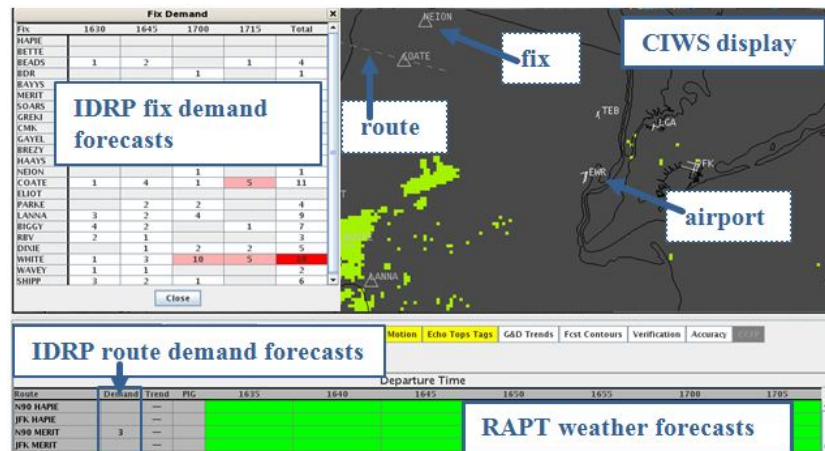 Fix Demand
Fix 1630 1645 1700 1715 Total
HAPIE
BETTE
BEADS 1 2 1 4
BDR 1 1
BAYYS
MERIT
SOARS
GREKI
CMK
GAYEL
BREZY
HAAYS
NEION 1 1
COATE 1 4 1 5 11
ELIOT
PARKE 2 2 4
LANNA 3 2 4 9
BIGGY 4 2 1 7
RBV 2 1 3
DIXIE 1 2 2 5
WHITE 1 3 10 5
WAVEY 1 1 2
SHIPP 3 2 1 6
Close
IDRP fix demand
forecasts
NEION
COATE
fix
route
CIWS display
TEB
LGA
EWR
FK
airport
ANNA
Motion Echo Tops Tags G&D Trends Fcst Contours Verification Accuracy
IDRP route demand forecasts
Departure Time
Route Demand Trend PIG 1635 1640 1645 1650 1655 1700 1705
N90 HAPIE —
JFK HAPIE —
N90 MERIT 3 —
JFK MERIT —
RAPT weather forecasts